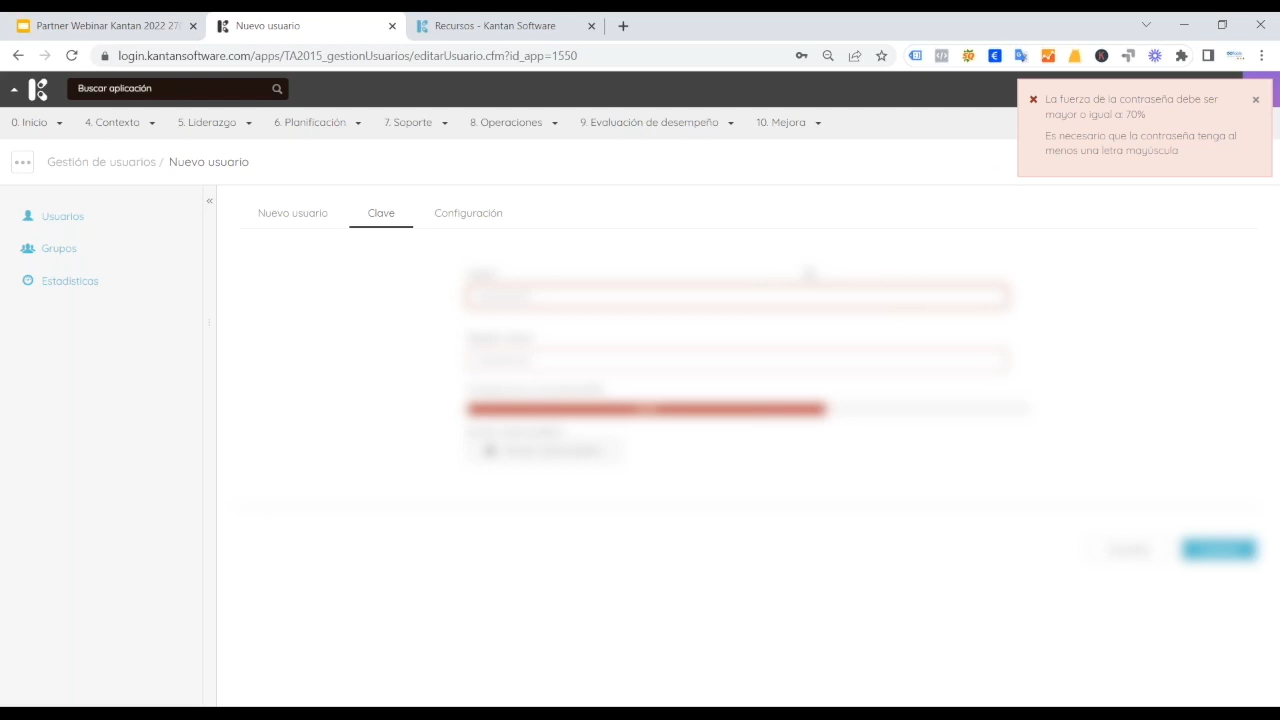 Partner Webinar Kantan 2022 270
Nuevo usuario
Recursos - Kantan Software
login.kantansoftware.com/apps/TA2015_gestionUsuarios/editarUsuario.cfm?id_app=1550
Buscar aplicación
La fuerza de la contraseña debe ser
mayor o igual a: 70%
Es necesario que la contraseña tenga al
menos una letra mayúscula
0. Inicio
4. Contexto
5. Liderazgo
6. Planificación
7. Soporte
8. Operaciones
9. Evaluación de desempeño
10. Mejora
Gestión de usuarios / Nuevo usuario
Usuarios
Grupos
Estadísticas
Nuevo usuario
Clave
Configuración